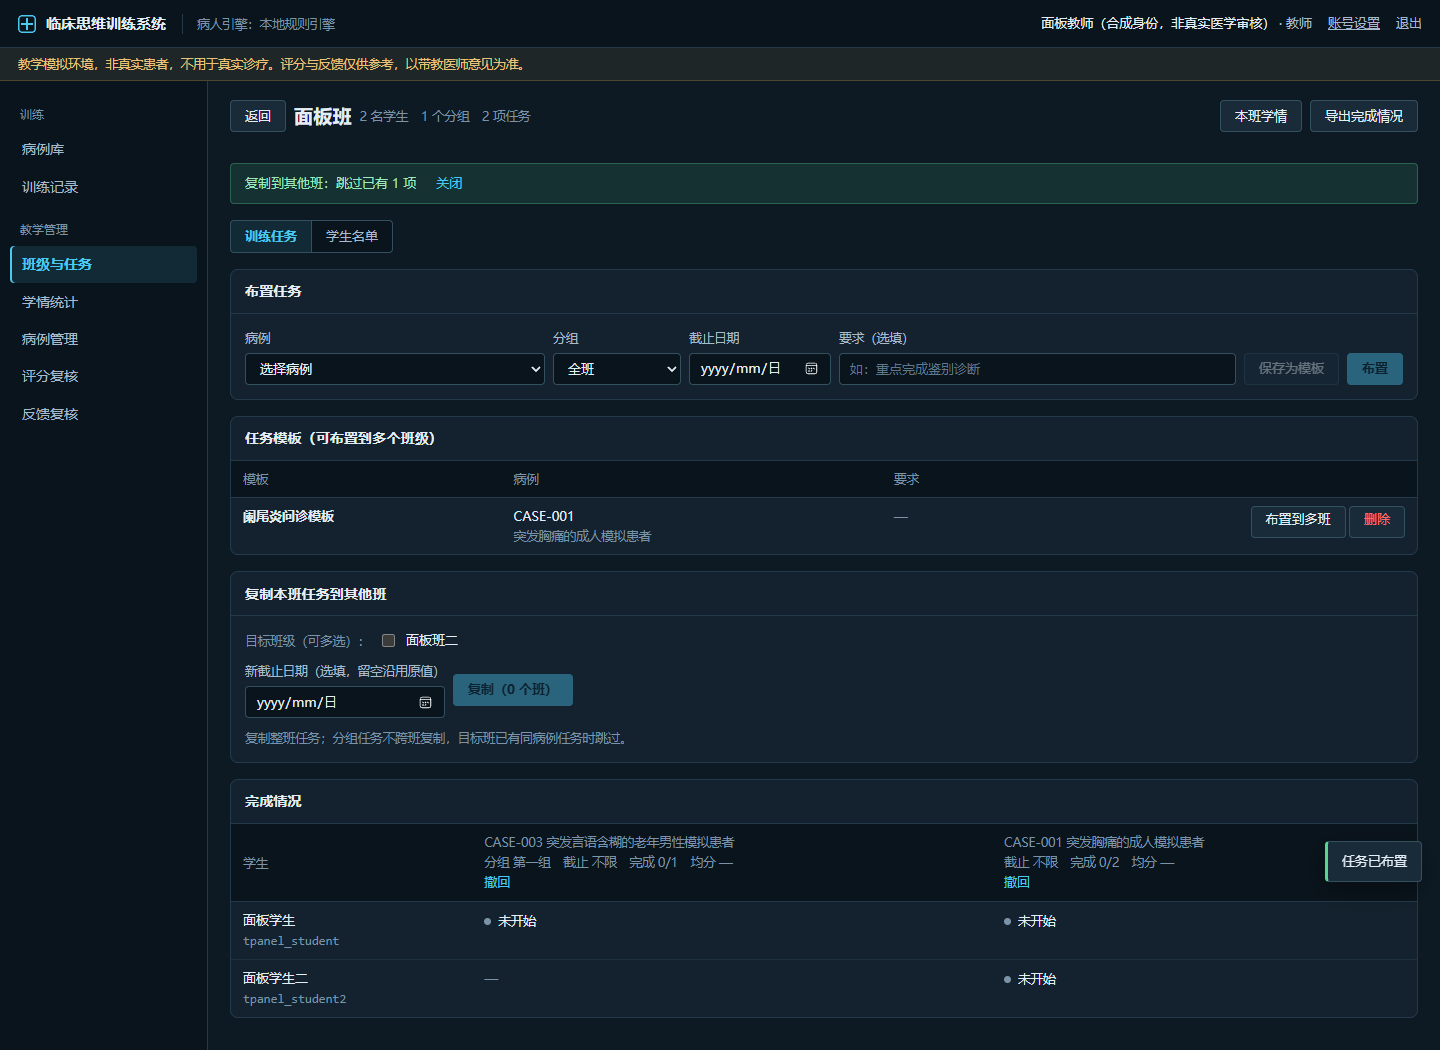 临床思维训练系统 病人引擎：本地规则引擎 面板教师（合成身份，非真实医学审核） · 教师 账号设置 退出
教学模拟环境，非真实患者，不用于真实诊疗。评分与反馈仅供参考，以带教医师意见为准。
训练
病例库
训练记录
教学管理
班级与任务
学情统计
病例管理
评分复核
反馈复核
返回 面板班 2 名学生 1 个分组 2 项任务 本班学情 导出完成情况
复制到其他班：跳过已有 1 项 关闭
训练任务 学生名单
布置任务
病例 分组 截止日期 要求（选填）
选择病例 全班 yyyy/mm/日 如：重点完成鉴别诊断 保存为模板 布置
任务模板（可布置到多个班级）
模板 病例 要求
阑尾炎问诊模板 CASE-001 — 布置到多班 删除
突发胸痛的成人模拟患者
复制本班任务到其他班
目标班级（可多选）： 面板班二
新截止日期（选填，留空沿用原值）
yyyy/mm/日 复制（0 个班）
复制整班任务；分组任务不跨班复制，目标班已有同病例任务时跳过。
完成情况
学生
CASE-003 突发言语含糊的老年男性模拟患者
分组 第一组 截止 不限 完成 0/1 均分 —
撤回
CASE-001 突发胸痛的成人模拟患者
截止 不限 完成 0/2 均分 —
撤回
任务已布置
面板学生 未开始 未开始
tpanel_student
面板学生二 — 未开始
tpanel_student2